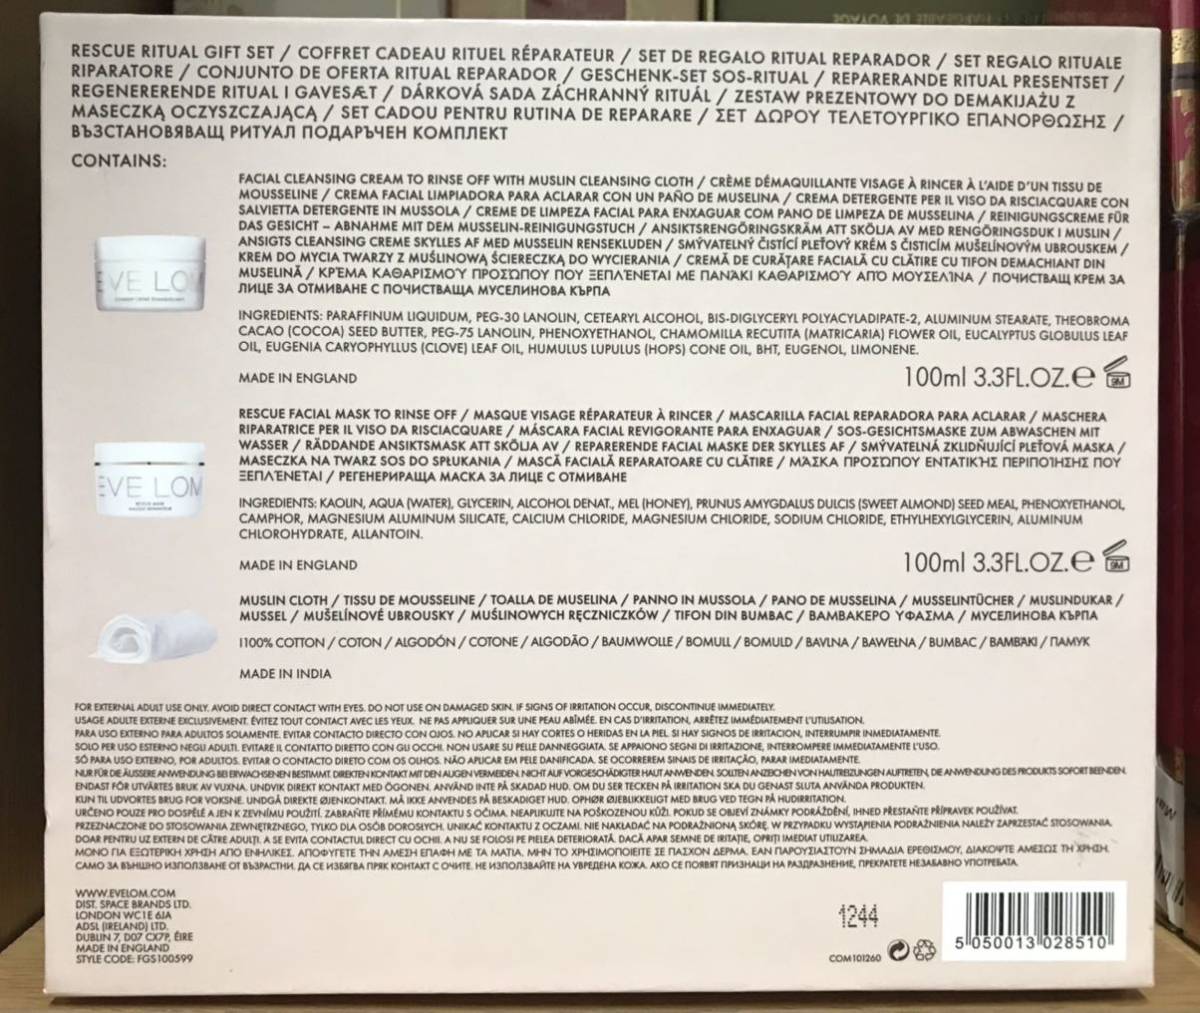 RESCUE RITUAL GIFT SET / COFFRET CADEAU RITUEL RÉPARATEUR / SET DE REGALO RITUAL REPARADOR / SET REGALO RITUALE
RIPARATORE / CONJUNTO DE OFERTA RITUAL REPARADOR / GESCHENK-SET SOS-RITUAL / REPARERANDE RITUAL PRESENTSET /
REGENERERENDE RITUAL I GAVESÆT / DÁRKOVÁ SADA ZÁCHRANNÝ RITUÁL / ZESTAW PREZENTOWY DO DEMAKIJAŻU Z
MASECZKĄ OCZYSZCZAJĄCĄ / SET CADOU PENTRU RUTINA DE REPARARE / ΣΕΤ ΔΩΡΟΥ ΤΕΛΕΤΟΥΡΓΙΚΟ ΕΠΑΝΟΡΘΩΣΗΣ /
ВЪЗСТАНОВЯВАЩ РИТУАЛ ПОДАРЪЧЕН КОМПЛЕКТ
CONTAINS:
FACIAL CLEANSING CREAM TO RINSE OFF WITH MUSLIN CLEANSING CLOTH / CRÈME DÉMAQUILLANTE VISAGE À RINCER À L'AIDE D'UN TISSU DE
MOUSSELINE / CREMA FACIAL LIMPIADORA PARA ACLARAR CON UN PAÑO DE MUSELINA / CREMA DETERGENTE PER IL VISO DA RISCIACQUARE CON
SALVIETTA DETERGENTE IN MUSSOLA / CREME DE LIMPEZA FACIAL PARA ENXAGUAR COM PANO DE LIMPEZA DE MUSSELINA / REINIGUNGSCREME FÜR
DAS GESICHT – ABNAHME MIT DEM MUSSELIN-REINIGUNGSTUCH / ANSIKTSRENGÖRINGSKRÄM ATT SKÖLJA AV MED RENGÖRINGSDUK I MUSLIN /
ANSIGTS CLEANSING CREME SKYLLES AF MED MUSSELIN RENSEKLUDEN / SMÝVATELNÝ ČISTÍCÍ PLEŤOVÝ KRÉM S ČISTICÍM MUŠELÍNOVÝM UBROUSKEM /
KREM DO MYCIA TWARZY Z MUŚLINOWĄ ŚCIERECZKĄ DO WYCIERANIA / CREMĂ DE CURĂȚARE FACIALĂ CU CLĂTIRE CU TIFON DEMACHIANT DIN
MUSELINĂ / ΚΡΈΜΑ ΚΑΘΑΡΙΣΜΟΎ ΠΡΟΣΏΠΟΥ ΠΟΥ ΞΕΠΛΈΝΕΤΑΙ ΜΕ ΠΑΝΆΚΙ ΚΑΘΑΡΙΣΜΟΎ ΑΠΌ ΜΟΥΣΕΛΊΝΑ / ПОЧИСТВАЩ КРЕМ ЗА
ЛИЦЕ ЗА ОТМИВАНЕ С ПОЧИСТВАЩА МУСЕЛИНОВА КЪРПА
EVE LOM
INGREDIENTS: PARAFFINUM LIQUIDUM, PEG-30 LANOLIN, CETEARYL ALCOHOL, BIS-DIGLYCERYL POLYACYLADIPATE-2, ALUMINUM STEARATE, THEOBROMA
CACAO (COCOA) SEED BUTTER, PEG-75 LANOLIN, PHENOXYETHANOL, CHAMOMILLA RECUTITA (MATRICARIA) FLOWER OIL, EUCALYPTUS GLOBULUS LEAF
OIL, EUGENIA CARYOPHYLLUS (CLOVE) LEAF OIL, HUMULUS LUPULUS (HOPS) CONE OIL, BHT, EUGENOL, LIMONENE.
MADE IN ENGLAND
100ml 3.3FL.OZ.℮ 9M
RESCUE FACIAL MASK TO RINSE OFF / MASQUE VISAGE RÉPARATEUR À RINCER / MASCARILLA FACIAL REPARADORA PARA ACLARAR / MASCHERA
RIPARATRICE PER IL VISO DA RISCIACQUARE / MÁSCARA FACIAL REVIGORANTE PARA ENXAGUAR / SOS-GESICHTSMASKE ZUM ABWASCHEN MIT
WASSER / RÄDDANDE ANSIKTSMASK ATT SKÖLJA AV / REPARERENDE FACIAL MASKE DER SKYLLES AF / SMÝVATELNÁ ZKLIDŇUJÍCÍ PLEŤOVÁ MASKA /
MASECZKA NA TWARZ SOS DO SPŁUKANIA / MASCĂ FACIALĂ REPARATOARE CU CLĂTIRE / ΜΆΣΚΑ ΠΡΟΣΏΠΟΥ ΕΝΤΑΤΙΚΉΣ ΠΕΡΙΠΟΊΗΣΗΣ ΠΟΥ
ΞΕΠΛΈΝΕΤΑΙ / РЕГЕНЕРИРАЩА МАСКА ЗА ЛИЦЕ С ОТМИВАНЕ
EVE LOM
RESCUE MASK
INGREDIENTS: KAOLIN, AQUA (WATER), GLYCERIN, ALCOHOL DENAT., MEL (HONEY), PRUNUS AMYGDALUS DULCIS (SWEET ALMOND) SEED MEAL, PHENOXYETHANOL,
CAMPHOR, MAGNESIUM ALUMINUM SILICATE, CALCIUM CHLORIDE, MAGNESIUM CHLORIDE, SODIUM CHLORIDE, ETHYLHEXYLGLYCERIN, ALUMINUM
CHLOROHYDRATE, ALLANTOIN.
MADE IN ENGLAND
100ml 3.3FL.OZ.℮ 9M
MUSLIN CLOTH / TISSU DE MOUSSELINE / TOALLA DE MUSELINA / PANNO IN MUSSOLA / PANO DE MUSSELINA / MUSSELINTÜCHER / MUSLINDUKAR /
MUSSEL / MUŠELÍNOVÉ UBROUSKY / MUŚLINOWYCH RĘCZNICZKÓW / TIFON DIN BUMBAC / ΒΑΜΒΑΚΕΡΌ ΎΦΑΣΜΑ / МУСЕЛИНОВА КЪРПА
I100% COTTON / COTON / ALGODÓN / COTONE / ALGODÃO / BAUMWOLLE / BOMULL / BOMULD / BAVLNA / BAWEŁNA / BUMBAC / ΒΑΜΒΆΚΙ / ПАМУК
MADE IN INDIA
FOR EXTERNAL ADULT USE ONLY. AVOID DIRECT CONTACT WITH EYES. DO NOT USE ON DAMAGED SKIN. IF SIGNS OF IRRITATION OCCUR, DISCONTINUE IMMEDIATELY.
USAGE ADULTE EXTERNE EXCLUSIVEMENT. ÉVITEZ TOUT CONTACT AVEC LES YEUX. NE PAS APPLIQUER SUR UNE PEAU ABÎMÉE. EN CAS D'IRRITATION, ARRÊTEZ IMMÉDIATEMENT L'UTILISATION.
PARA USO EXTERNO PARA ADULTOS SOLAMENTE. EVITAR CONTACTO DIRECTO CON OJOS. NO APLICAR SI HAY CORTES O HERIDAS EN LA PIEL. SI HAY SIGNOS DE IRRITACION, INTERRUMPIR INMEDIATAMENTE.
SOLO PER USO ESTERNO NEGLI ADULTI. EVITARE IL CONTATTO DIRETTO CON GLI OCCHI. NON USARE SU PELLE DANNEGGIATA. SE APPAIONO SEGNI DI IRRITAZIONE, INTERROMPERE IMMEDIATAMENTE L'USO.
SÓ PARA USO EXTERNO, POR ADULTOS. EVITAR O CONTACTO DIRETO COM OS OLHOS. NÃO APLICAR EM PELE DANIFICADA. SE OCORREREM SINAIS DE IRRITAÇÃO, PARAR IMEDIATAMENTE.
NUR FÜR DIE ÄUSSERE ANWENDUNG BEI ERWACHSENEN BESTIMMT. DIREKTEN KONTAKT MIT DEN AUGEN VERMEIDEN. NICHT AUF VORGESCHÄDIGTER HAUT ANWENDEN. SOLLTEN ANZEICHEN VON HAUTREIZUNGEN AUFTRETEN, DIE ANWENDUNG DES PRODUKTS SOFORT BEENDEN.
ENDAST FÖR UTVÄRTES BRUK AV VUXNA. UNDVIK DIREKT KONTAKT MED ÖGONEN. ANVÄND INTE PÅ SKADAD HUD. OM DU SER TECKEN PÅ IRRITATION SKA DU GENAST SLUTA ANVÄNDA PRODUKTEN.
KUN TIL UDVORTES BRUG FOR VOKSNE. UNDGÅ DIREKTE ØJENKONTAKT. MÅ IKKE ANVENDES PÅ BESKADIGET HUD. OPHØR ØJEBLIKKELIGT MED BRUG VED TEGN PÅ HUDIRRITATION.
URČENO POUZE PRO DOSPĚLÉ A JEN K ZEVNÍMU POUŽITÍ. ZABRAŇTE PŘÍMÉMU KONTAKTU S OČIMA. NEAPLIKUJTE NA POŠKOZENOU KŮŽI. POKUD SE OBJEVÍ ZNÁMKY PODRÁŽDĚNÍ, IHNED PŘESTAŇTE PŘÍPRAVEK POUŽÍVAT.
PRZEZNACZONE DO STOSOWANIA ZEWNĘTRZNEGO, TYLKO DLA OSÓB DOROSŁYCH. UNIKAĆ KONTAKTU Z OCZAMI. NIE NAKŁADAĆ NA PODRAŻNIONĄ SKÓRĘ. W PRZYPADKU WYSTĄPIENIA PODRAŻNIENIA NALEŻY ZAPRZESTAĆ STOSOWANIA.
DOAR PENTRU UZ EXTERN DE CĂTRE ADULȚI. A SE EVITA CONTACTUL DIRECT CU OCHII. A NU SE FOLOSI PE PIELEA DETERIORATĂ. DACĂ APAR SEMNE DE IRITAȚIE, OPRIȚI IMEDIAT UTILIZAREA.
ΜΟΝΟ ΓΙΑ ΕΞΩΤΕΡΙΚΗ ΧΡΗΣΗ ΑΠΟ ΕΝΗΛΙΚΕΣ. ΑΠΟΦΥΓΕΤΕ ΤΗΝ ΑΜΕΣΗ ΕΠΑΦΗ ΜΕ ΤΑ ΜΑΤΙΑ. ΜΗΝ ΤΟ ΧΡΗΣΙΜΟΠΟΙΕΙΤΕ ΣΕ ΠΑΣΧΟΝ ΔΕΡΜΑ. ΕΑΝ ΠΑΡΟΥΣΙΑΣΤΟΥΝ ΣΗΜΑΔΙΑ ΕΡΕΘΙΣΜΟΥ, ΔΙΑΚΟΨΤΕ ΑΜΕΣΩΣ ΤΗ ΧΡΗΣΗ.
САМО ЗА ВЪНШНО ИЗПОЛЗВАНЕ ОТ ВЪЗРАСТНИ. ДА СЕ ИЗБЯГВА ПРЯК КОНТАКТ С ОЧИТЕ. НЕ ИЗПОЛЗВАЙТЕ НА УВРЕДЕНА КОЖА. АКО СЕ ПОЯВЯТ ПРИЗНАЦИ НА РАЗДРАЗНЕНИЕ, ПРЕКРАТЕТЕ НЕЗАБАВНО УПОТРЕБАТА.
WWW.EVELOM.COM
DIST. SPACE BRANDS LTD.
LONDON WC1E 6JA
ADSL (IRELAND) LTD.
DUBLIN 7, D07 CX7P, ÉIRE
MADE IN ENGLAND
STYLE CODE: FGS100599
1244
COM101260
5 050013 028510